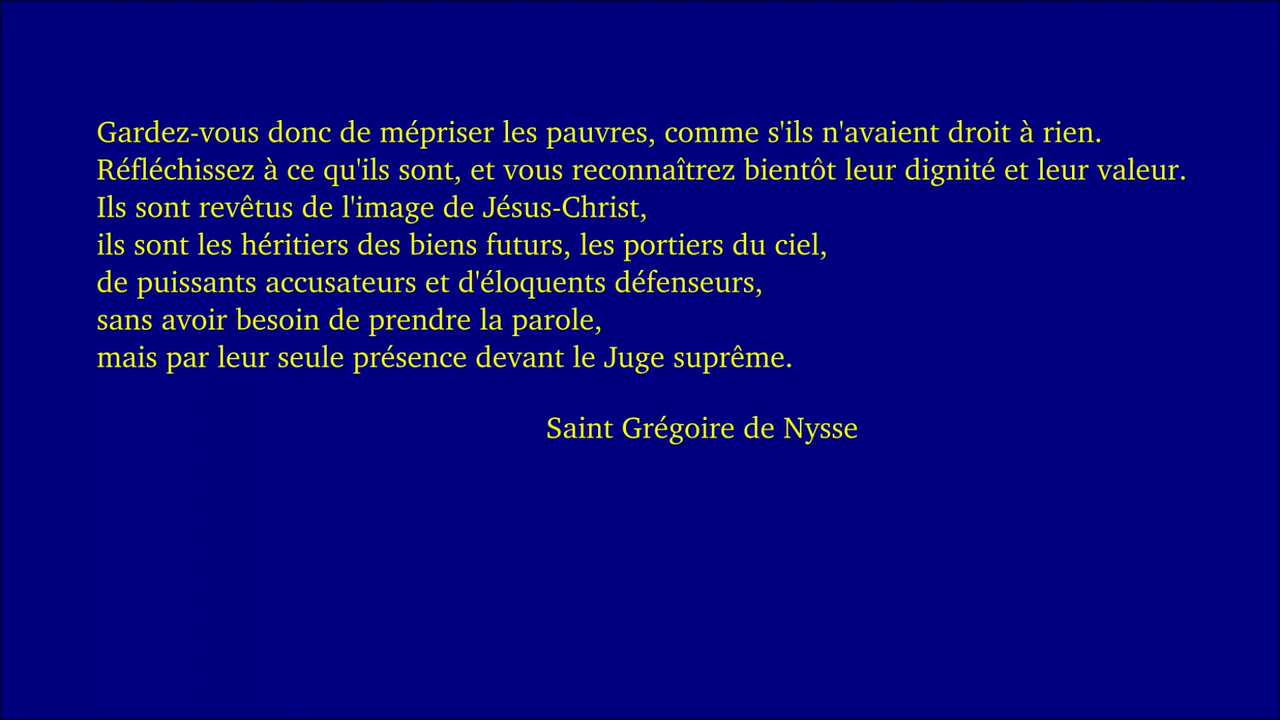 Gardez-vous donc de mépriser les pauvres, comme s'ils n'avaient droit à rien.
Réfléchissez à ce qu'ils sont, et vous reconnaîtrez bientôt leur dignité et leur valeur.
Ils sont revêtus de l'image de Jésus-Christ,
ils sont les héritiers des biens futurs, les portiers du ciel,
de puissants accusateurs et d'éloquents défenseurs,
sans avoir besoin de prendre la parole,
mais par leur seule présence devant le Juge suprême.
Saint Grégoire de Nysse